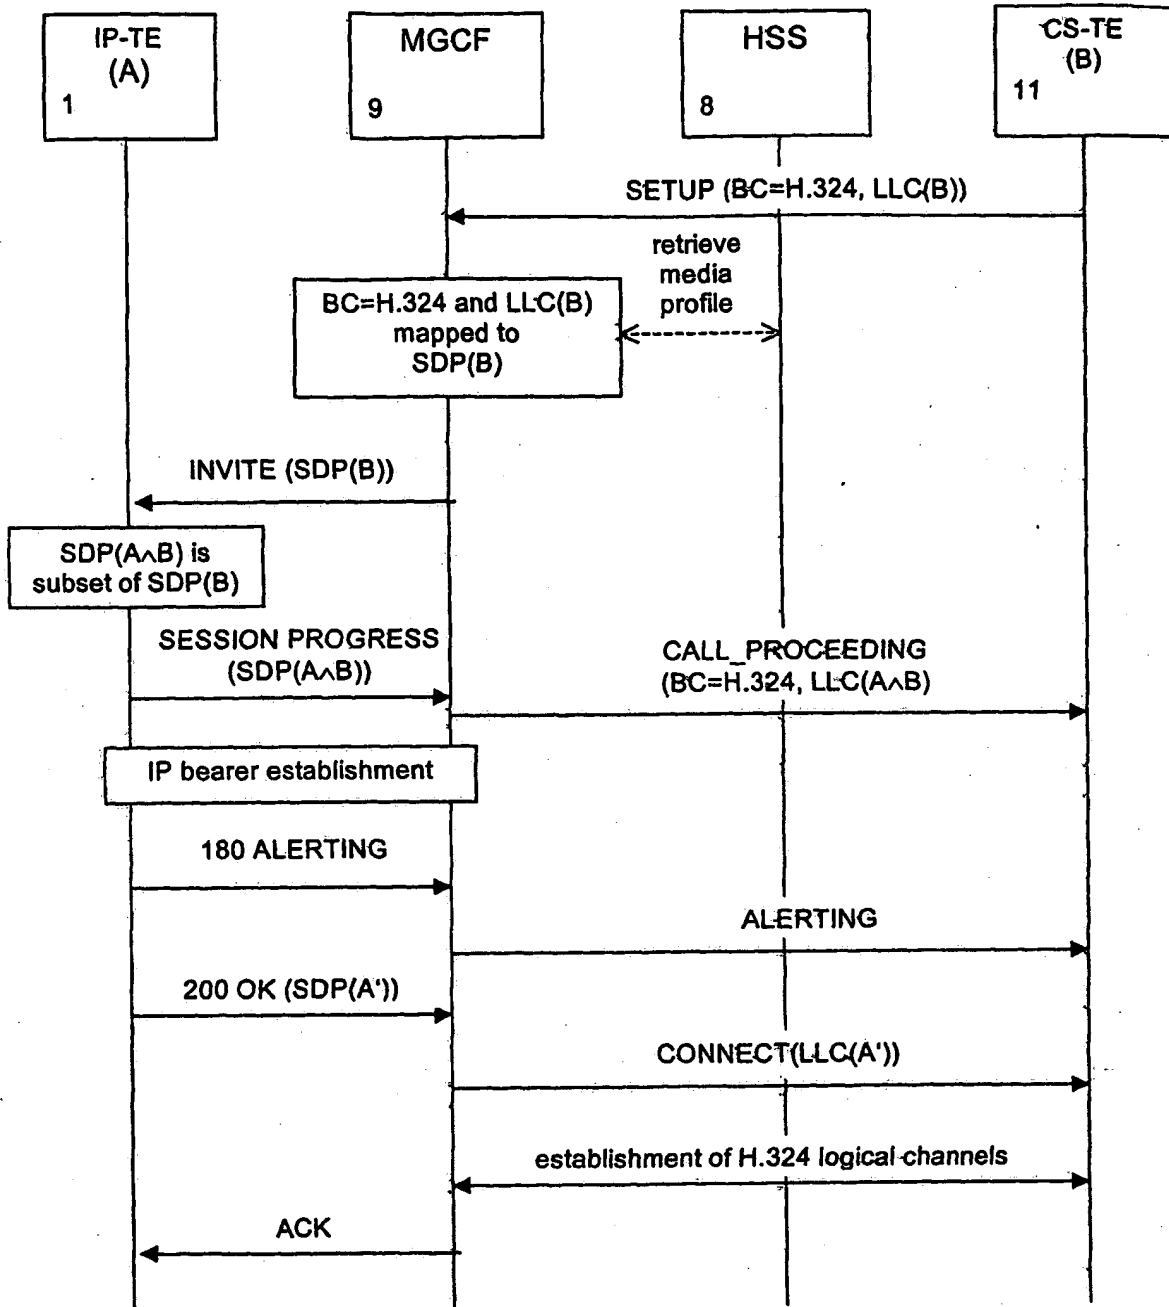 IP-TE
(A)
1
MGCF
9
HSS
8
CS-TE
(B)
11
SETUP (BC=H.324, LLC(B))
retrieve
media
profile
BC=H.324 and LLC(B)
mapped to
SDP(B)
INVITE (SDP(B))
SDP(A∧B) is
subset of SDP(B)
SESSION PROGRESS
(SDP(A∧B))
CALL_PROCEEDING
(BC=H.324, LLC(A∧B)
IP bearer establishment
180 ALERTING
ALERTING
200 OK (SDP(A'))
CONNECT(LLC(A'))
establishment of H.324 logical channels
ACK